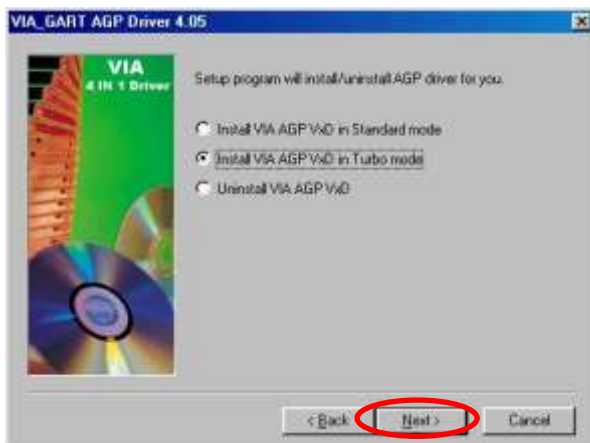 VIA_GART AGP Driver 4.05
VIA
4 IN 1 Driver
Setup program will install/uninstall AGP driver for you.
Install VIA AGP VxD in Standard mode
Install VIA AGP VxD in Turbo mode
Uninstall VIA AGP VxD
< Back
Next >
Cancel